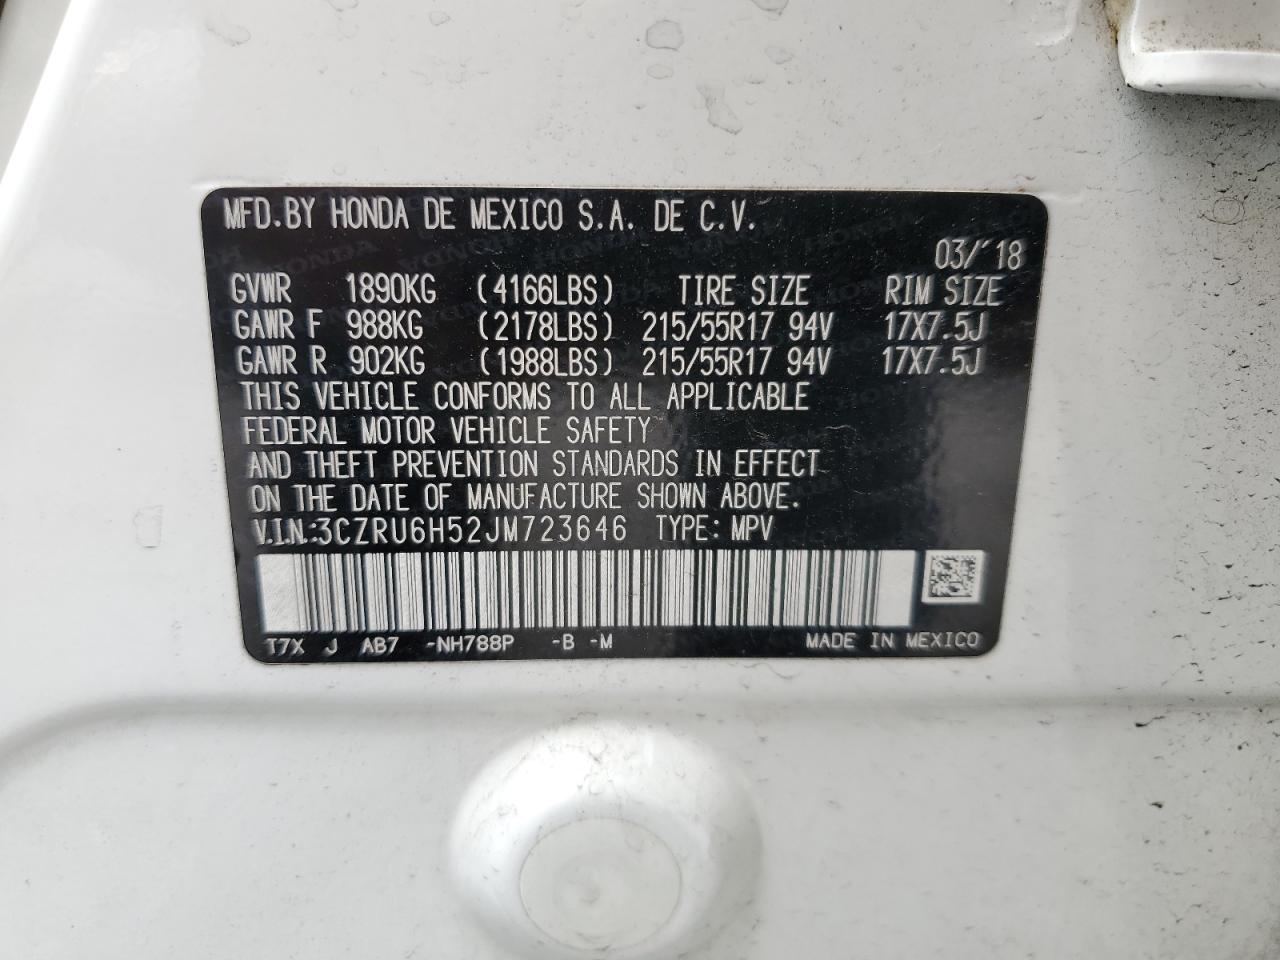 MFD. BY HONDA DE MEXICO S.A. DE C.V.
03/'18
GVWR 1890KG (4166LBS) TIRE SIZE RIM SIZE
GAWR F 988KG (2178LBS) 215/55R17 94V 17X7.5J
GAWR R 902KG (1988LBS) 215/55R17 94V 17X7.5J
THIS VEHICLE CONFORMS TO ALL APPLICABLE
FEDERAL MOTOR VEHICLE SAFETY
AND THEFT PREVENTION STANDARDS IN EFFECT
ON THE DATE OF MANUFACTURE SHOWN ABOVE.
V.I.N.:3CZRU6H52JM723646 TYPE: MPV
T7X J AB7 -NH788P -B -M MADE IN MEXICO